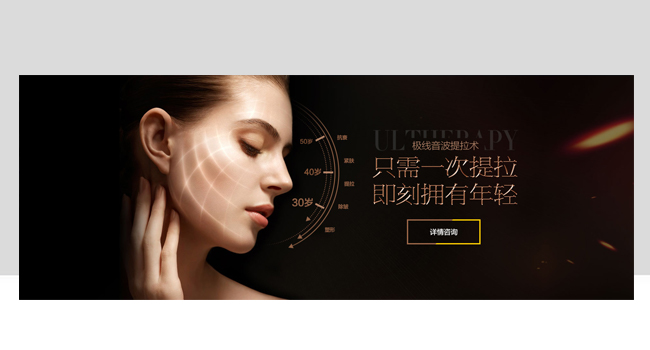 50岁
抗衰
紧肤
40岁
提拉
30岁
除皱
塑形
ULTHERAPY
极线音波提拉术
只需一次提拉
即刻拥有年轻
详情咨询